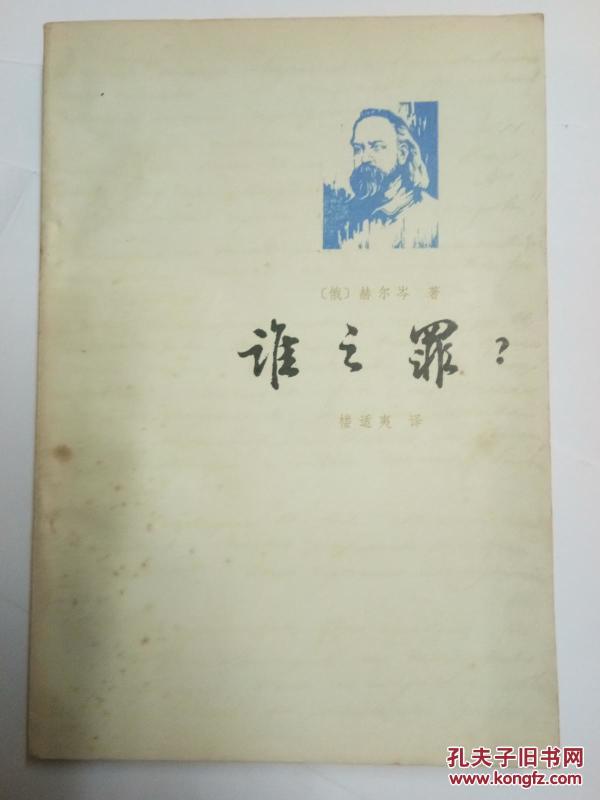 〔俄〕赫尔岑 著
谁之罪？
楼适夷 译
孔夫子旧书网
www.kongfz.com